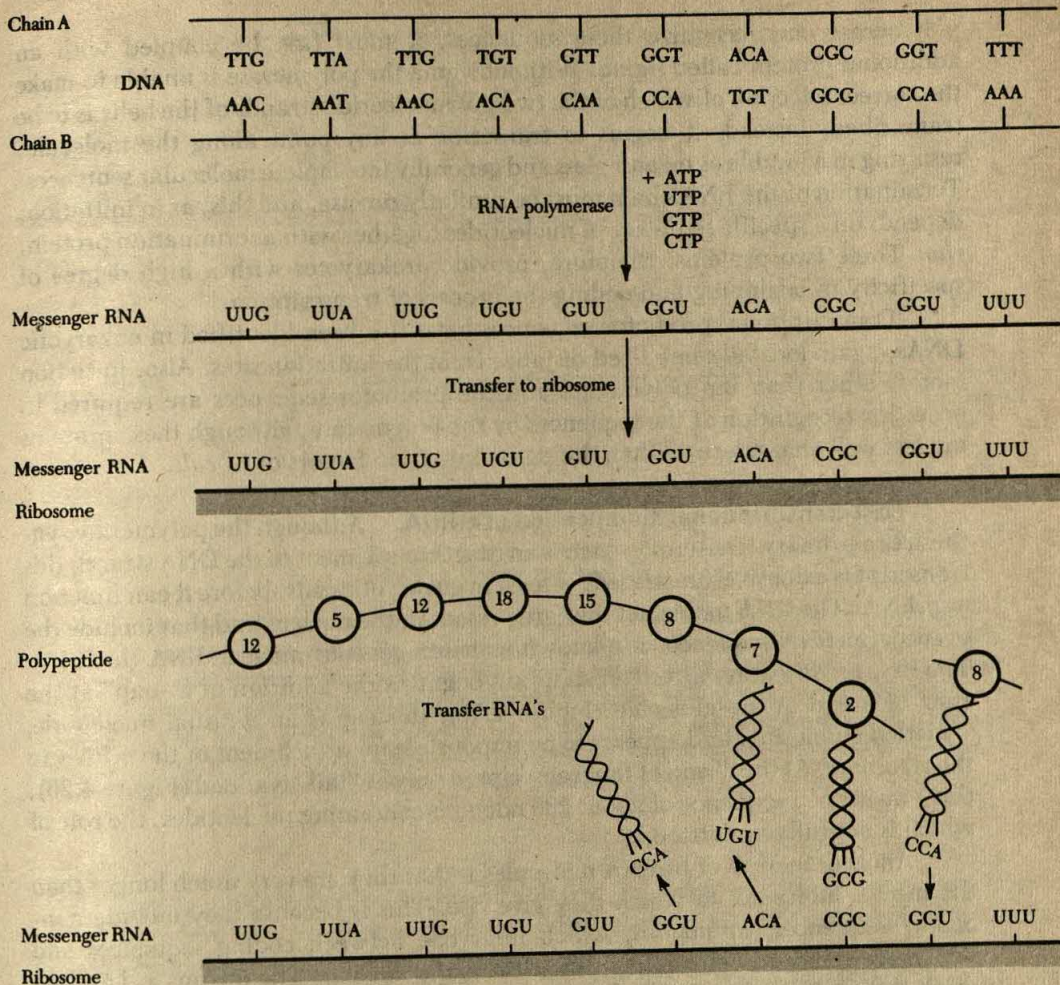 Chain A
TTG TTA TTG TGT GTT GGT ACA CGC GGT TTT
DNA
AAC AAT AAC ACA CAA CCA TGT GCG CCA AAA
Chain B
+ ATP
RNA polymerase UTP
GTP
CTP
Messenger RNA UUG UUA UUG UGU GUU GGU ACA CGC GGU UUU
Transfer to ribosome
Messenger RNA UUG UUA UUG UGU GUU GGU ACA CGC GGU UUU
Ribosome
12 5 12 18 15 8 7 2 8
Polypeptide
Transfer RNA's
CCA UGU GCG CCA
Messenger RNA UUG UUA UUG UGU GUU GGU ACA CGC GGU UUU
Ribosome